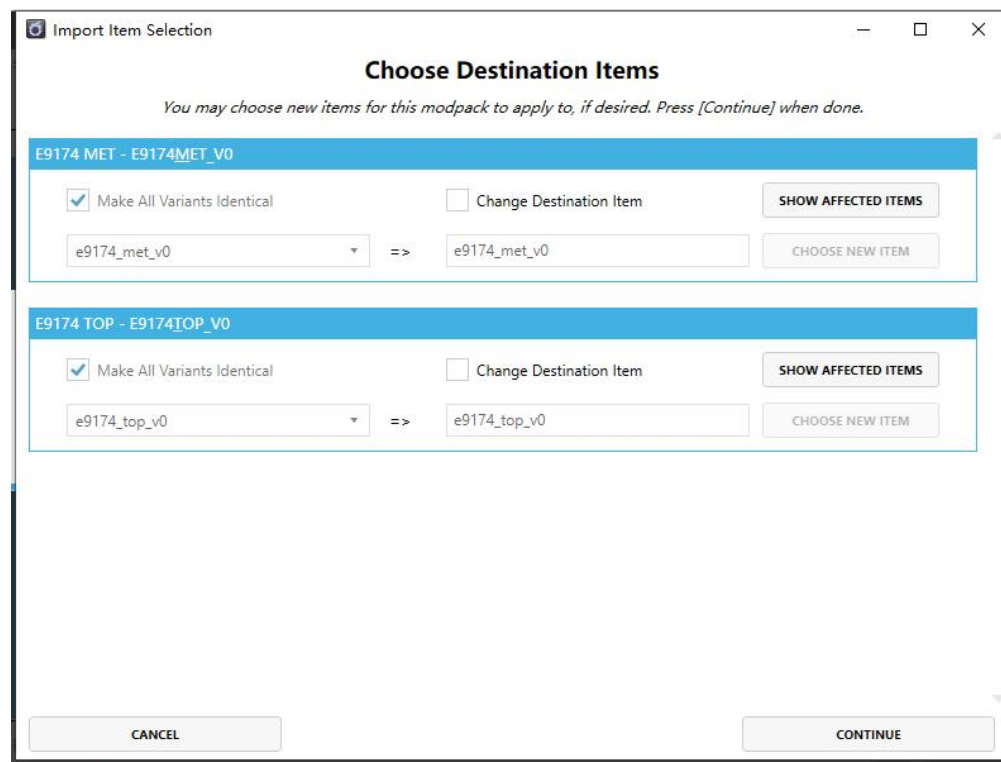 Import Item Selection
Choose Destination Items
You may choose new items for this modpack to apply to, if desired. Press [Continue] when done.
E9174 MET - E9174MET_V0
Make All Variants Identical
Change Destination Item
SHOW AFFECTED ITEMS
e9174_met_v0
=>
e9174_met_v0
CHOOSE NEW ITEM
E9174 TOP - E9174TOP_V0
Make All Variants Identical
Change Destination Item
SHOW AFFECTED ITEMS
e9174_top_v0
=>
e9174_top_v0
CHOOSE NEW ITEM
CANCEL
CONTINUE